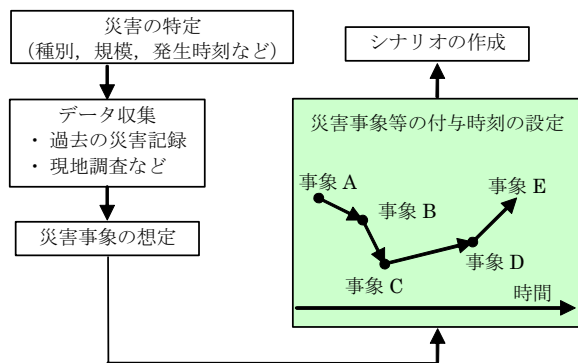 災害の特定
（種別，規模，発生時刻など）
データ収集
・ 過去の災害記録
・ 現地調査など
災害事象の想定
シナリオの作成
災害事象等の付与時刻の設定
事象 A
事象 B
事象 C
事象 D
事象 E
時間